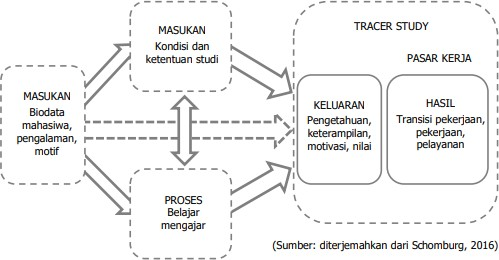 MASUKAN
Biodata
mahasiwa,
pengalaman,
motif
MASUKAN
Kondisi dan
ketentuan studi
PROSES
Belajar
mengajar
TRACER STUDY
PASAR KERJA
KELUARAN
Pengetahuan,
keterampilan,
motivasi, nilai
HASIL
Transisi pekerjaan,
pekerjaan,
pelayanan
(Sumber: diterjemahkan dari Schomburg, 2016)